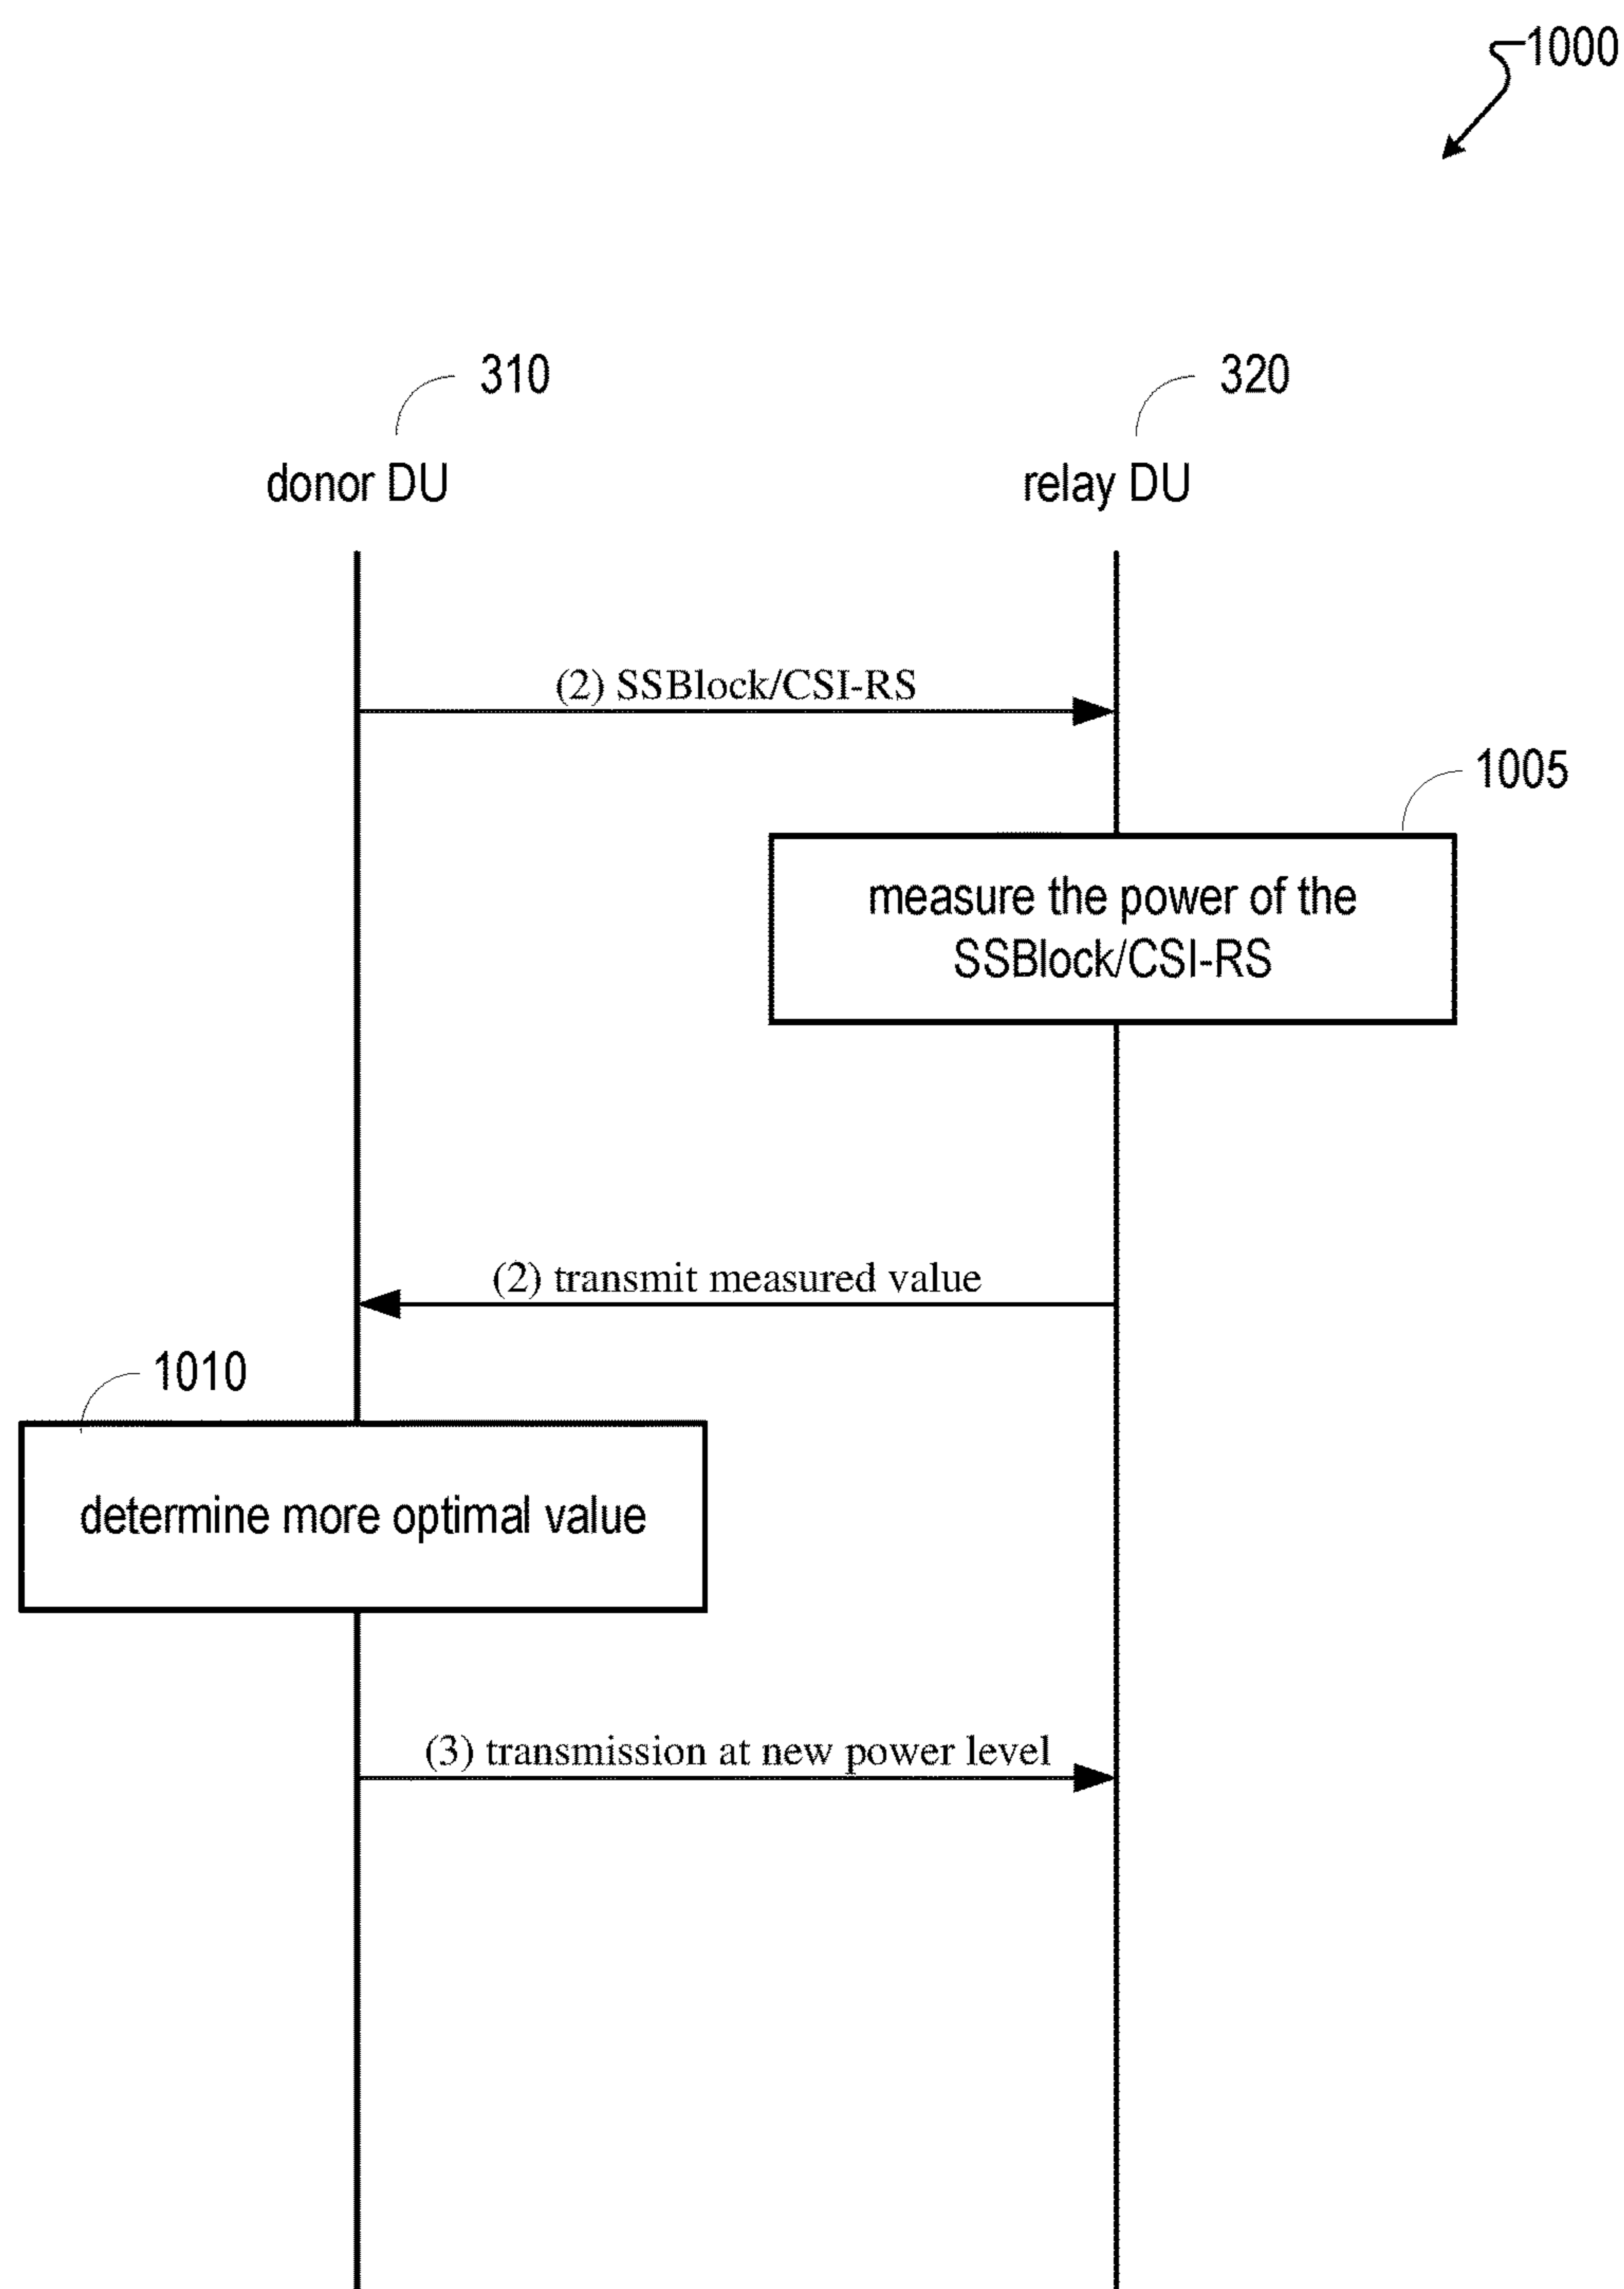 1000
310
320
donor DU
relay DU
(2) SSBlock/CSI-RS
1005
measure the power of the
SSBlock/CSI-RS
(2) transmit measured value
1010
determine more optimal value
(3) transmission at new power level